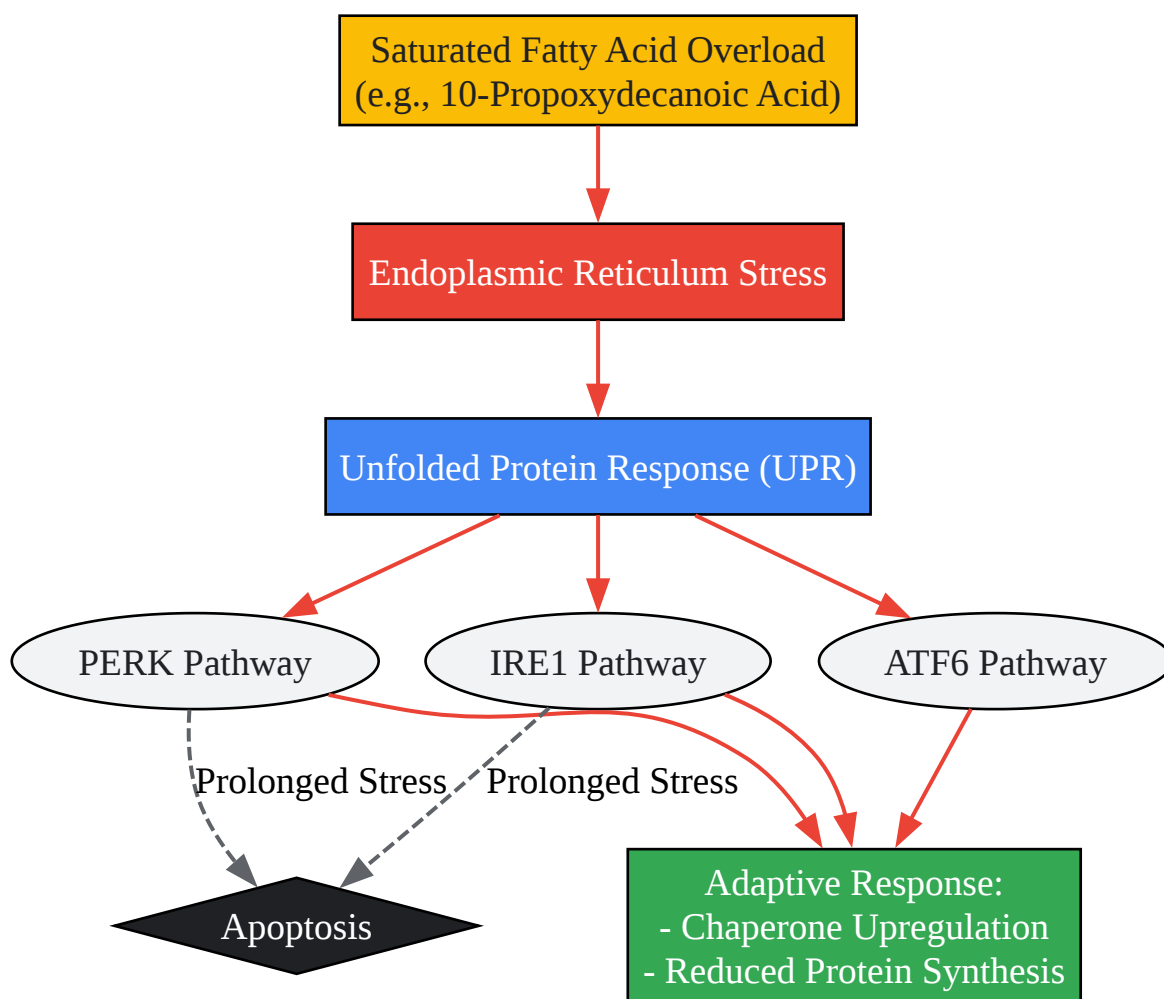 Saturated Fatty Acid Overload
(e.g., 10-Propoxydecanoic Acid)
Endoplasmic Reticulum Stress
Unfolded Protein Response (UPR)
PERK Pathway
IRE1 Pathway
ATF6 Pathway
Prolonged Stress
Prolonged Stress
Apoptosis
Adaptive Response:
- Chaperone Upregulation
- Reduced Protein Synthesis